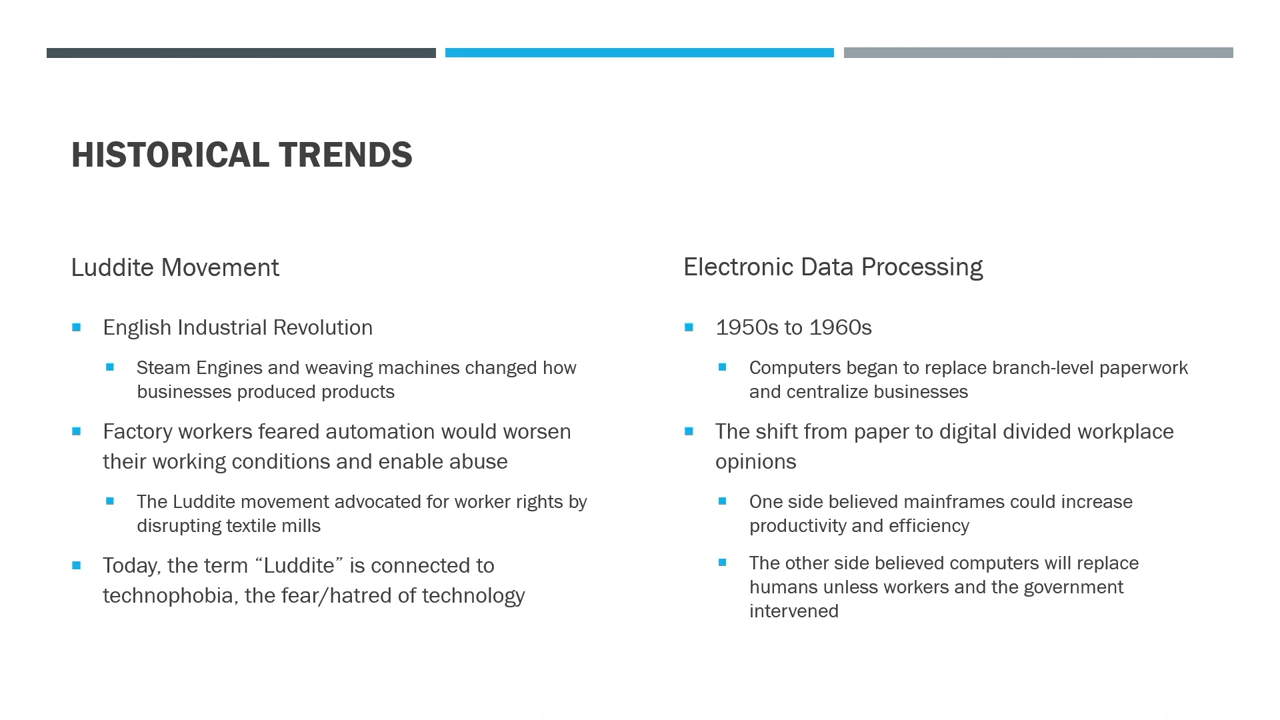 HISTORICAL TRENDS
Luddite Movement
English Industrial Revolution
Steam Engines and weaving machines changed how
businesses produced products
Factory workers feared automation would worsen
their working conditions and enable abuse
The Luddite movement advocated for worker rights by
disrupting textile mills
Today, the term “Luddite” is connected to
technophobia, the fear/hatred of technology
Electronic Data Processing
1950s to 1960s
Computers began to replace branch-level paperwork
and centralize businesses
The shift from paper to digital divided workplace
opinions
One side believed mainframes could increase
productivity and efficiency
The other side believed computers will replace
humans unless workers and the government
intervened